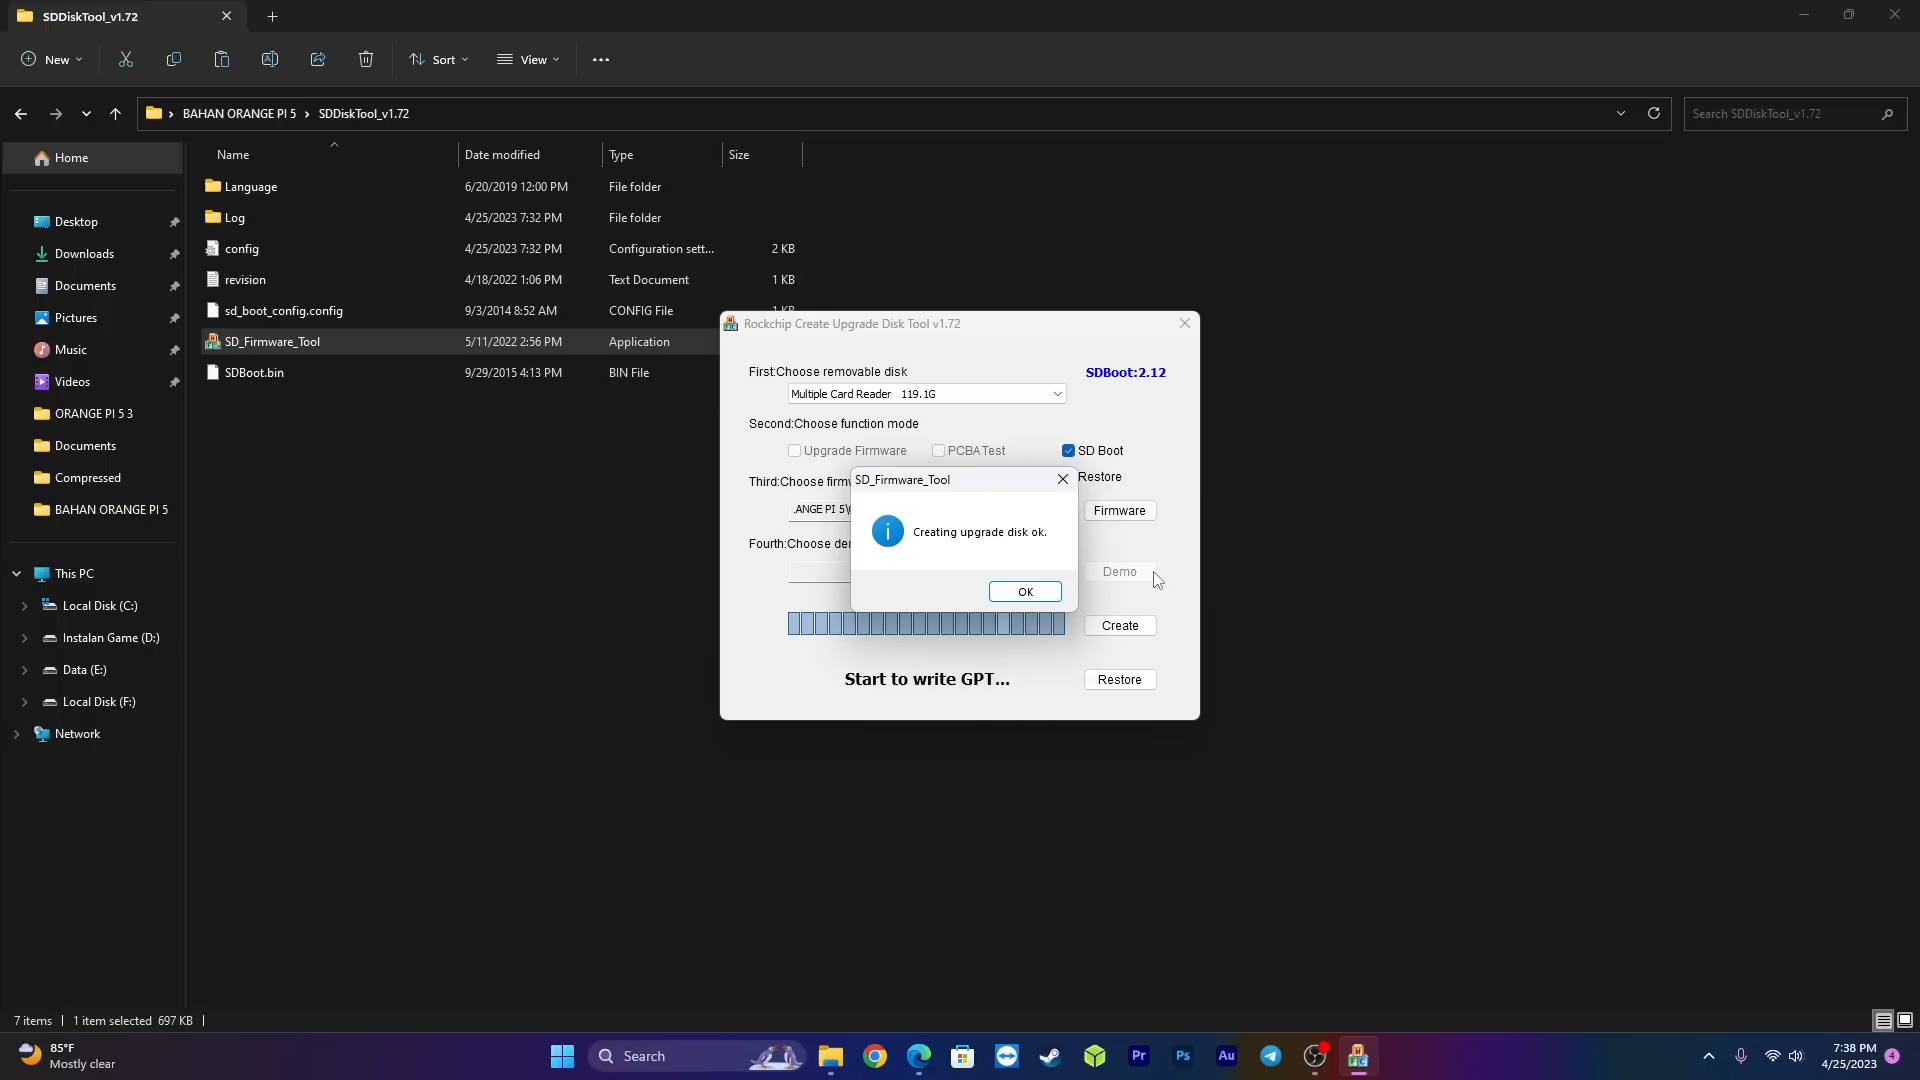 SDDiskTool_v1.72
New
Sort
View
BAHAN ORANGE PI 5 > SDDiskTool_v1.72
Search SDDiskTool_v1.72
Name Date modified Type Size
Home
Language 6/20/2019 12:00 PM File folder
Log 4/25/2023 7:32 PM File folder
config 4/25/2023 7:32 PM Configuration sett... 2 KB
revision 4/18/2022 1:06 PM Text Document 1 KB
sd_boot_config.config 9/3/2014 8:52 AM CONFIG File 1 KB
SD_Firmware_Tool 5/11/2022 2:56 PM Application
SDBoot.bin 9/29/2015 4:13 PM BIN File
Desktop
Downloads
Documents
Pictures
Music
Videos
ORANGE PI 5 3
Documents
Compressed
BAHAN ORANGE PI 5
This PC
Local Disk (C:)
Instalan Game (D:)
Data (E:)
Local Disk (F:)
Network
Rockchip Create Upgrade Disk Tool v1.72
First:Choose removable disk
SDBoot:2.12
Multiple Card Reader 119.1G
Second:Choose function mode
Upgrade Firmware PCBA Test SD Boot
Restore
Third:Choose firmw
.ANGE PI 5\
Firmware
Fourth:Choose de
Demo
SD_Firmware_Tool
Creating upgrade disk ok.
OK
Create
Start to write GPT...
Restore
7 items | 1 item selected 697 KB |
85°F
Mostly clear
Search
Pr
Ps
Au
7:38 PM
4/25/2023
4